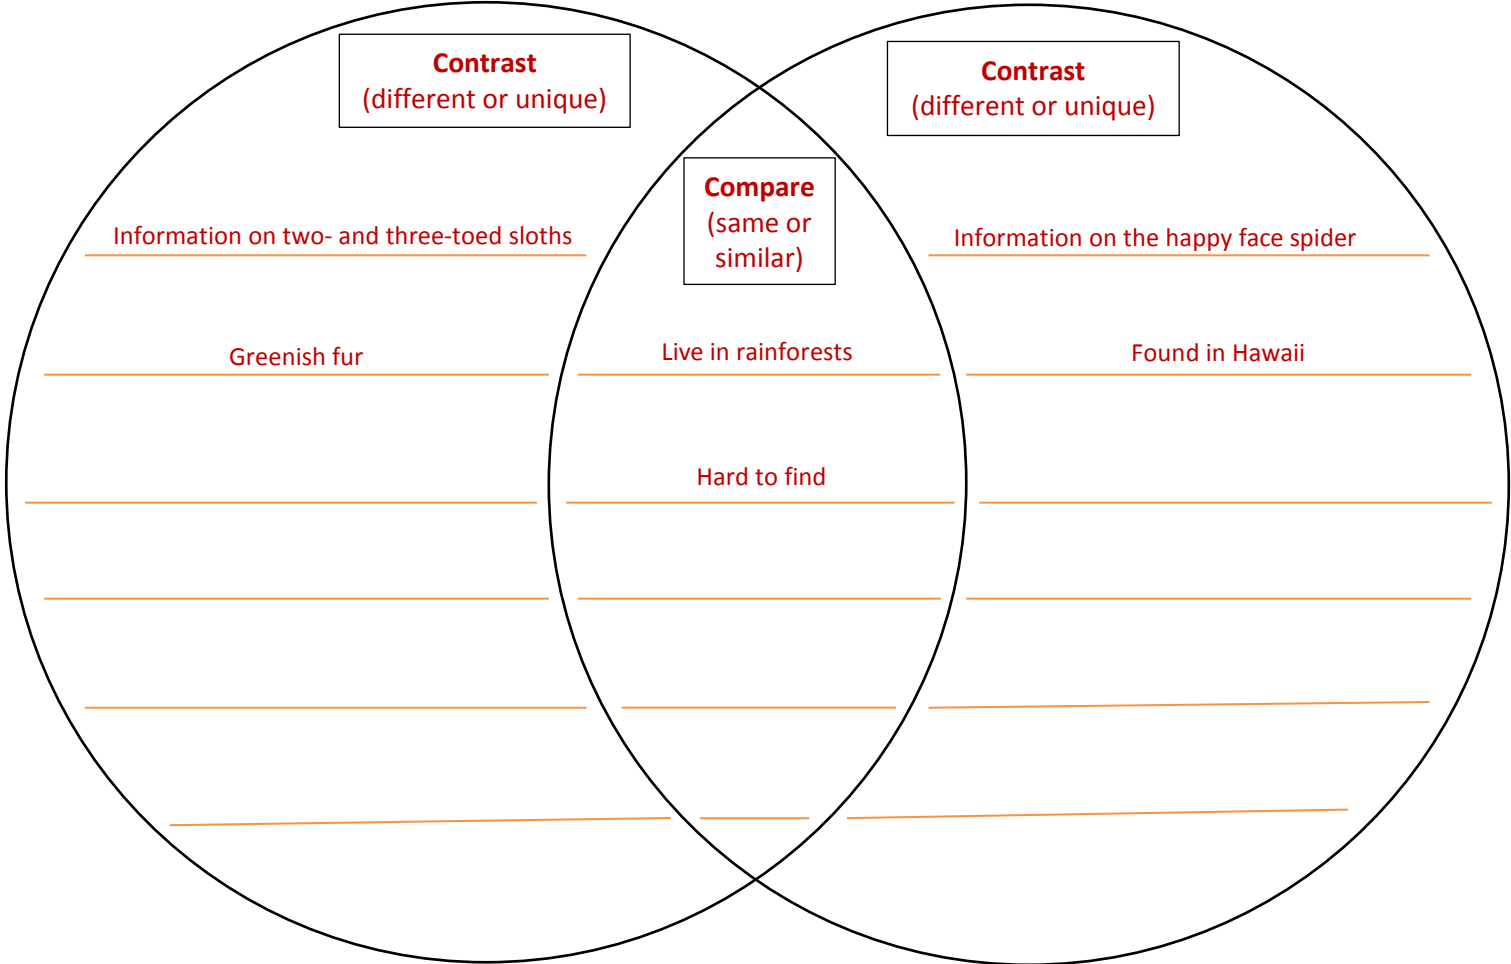 Contrast
(different or unique)
Contrast
(different or unique)
Compare
(same or
similar)
Information on two- and three-toed sloths
Information on the happy face spider
Greenish fur
Live in rainforests
Found in Hawaii
Hard to find